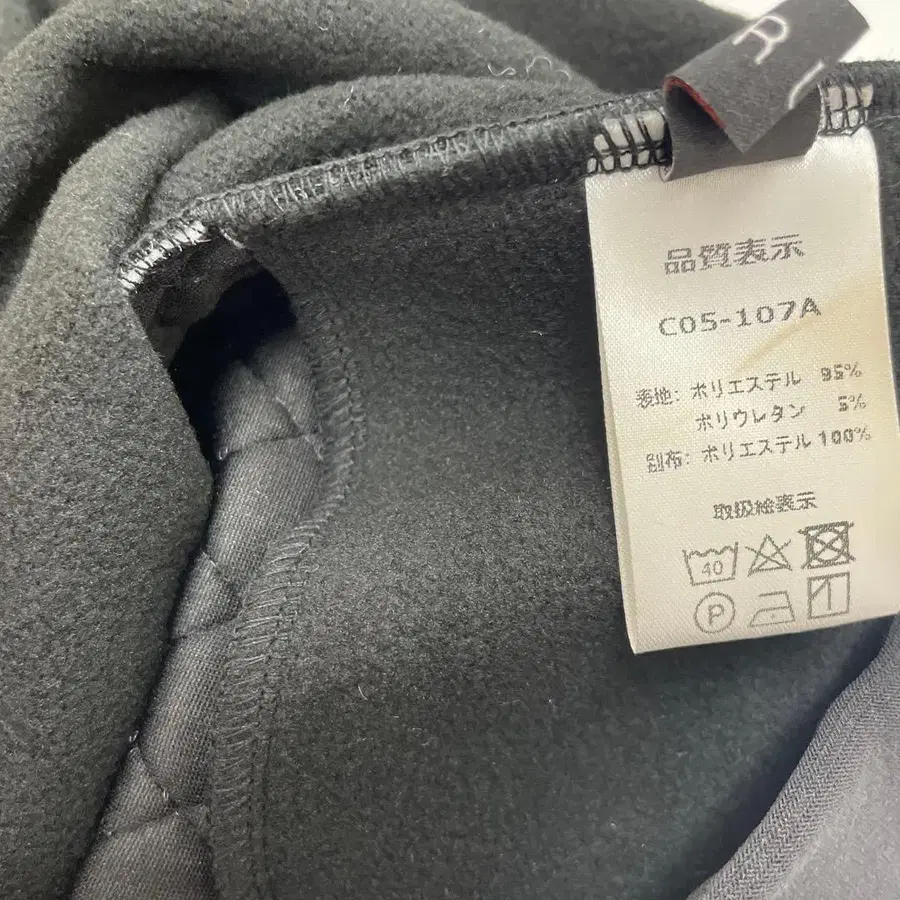 R
品質表示
C05-107A
表地: ポリエステル 95%
ポリウレタン 5%
別布: ポリエステル 100%
取扱絵表示
40
P